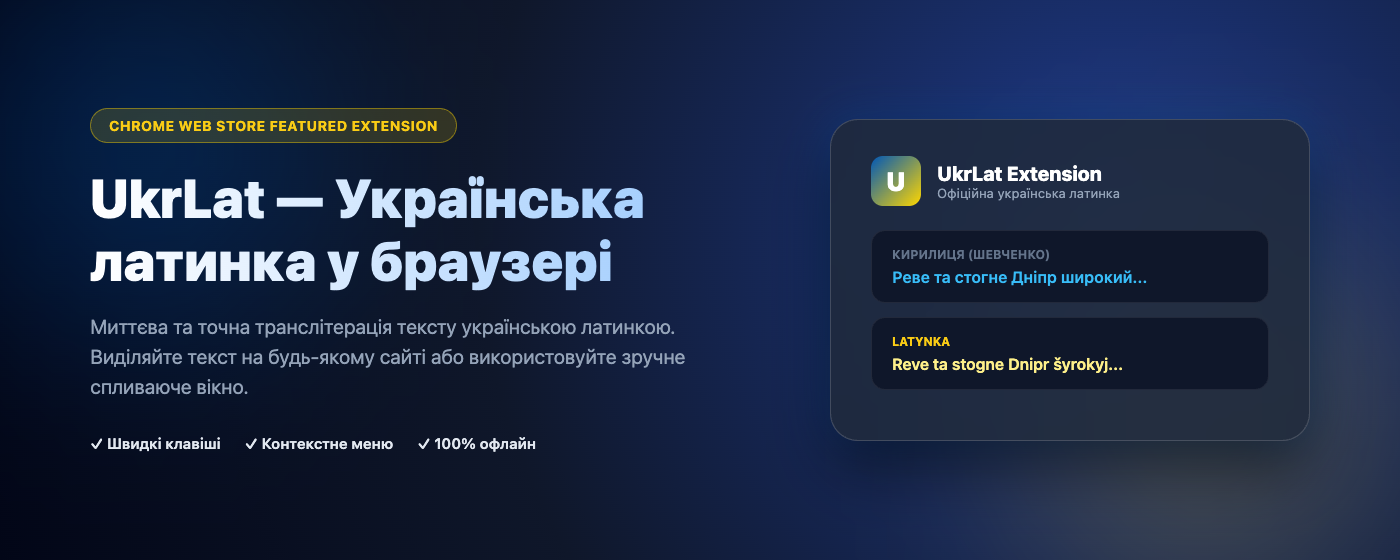 CHROME WEB STORE FEATURED EXTENSION
UkrLat — Українська
латинка у браузері
Миттєва та точна транслітерація тексту українською латинкою.
Виділяйте текст на будь-якому сайті або використовуйте зручне
спливаюче вікно.
✓ Швидкі клавіші ✓ Контекстне меню ✓ 100% офлайн
U
UkrLat Extension
Офіційна українська латинка
КИРИЛИЦЯ (ШЕВЧЕНКО)
Реве та стогне Дніпр широкий...
LATYNKA
Reve ta stogne Dnipr šyrokyj...